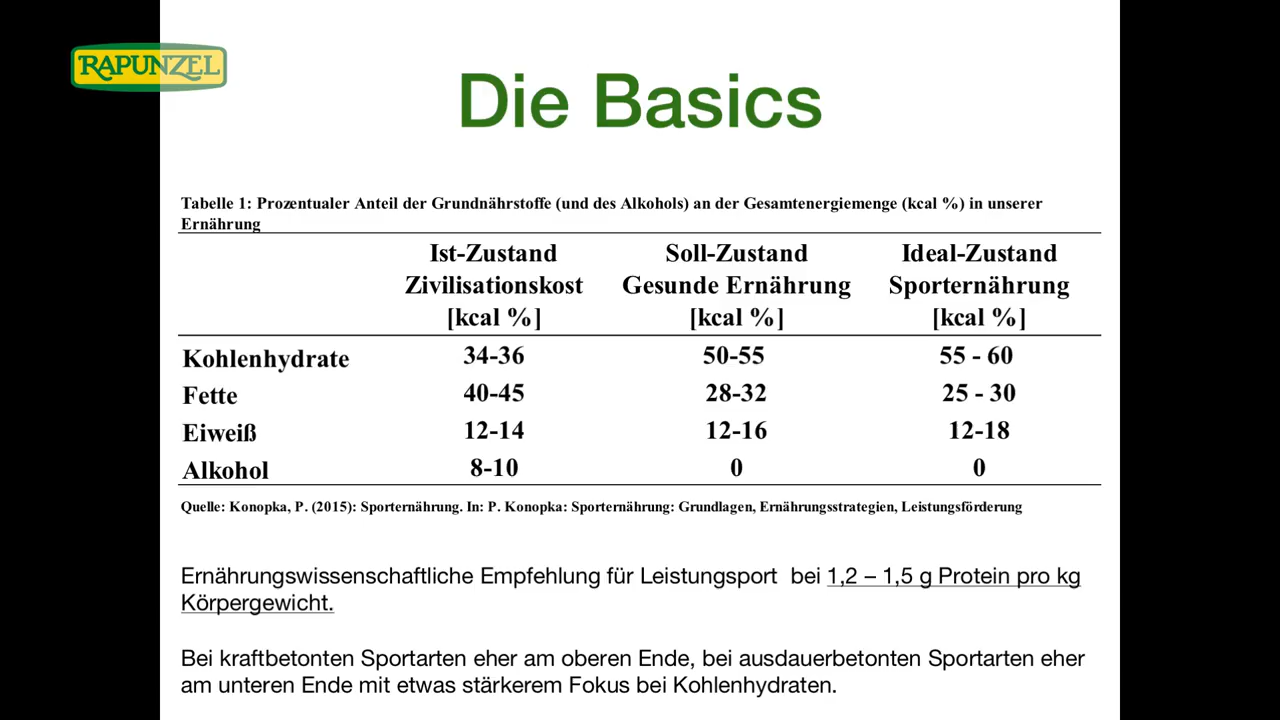 RAPUNZEL
Die Basics
Tabelle 1: Prozentualer Anteil der Grundnährstoffe (und des Alkohols) an der Gesamtenergiemenge (kcal %) in unserer
Ernährung
Ist-Zustand Soll-Zustand Ideal-Zustand
Zivilisationskost Gesunde Ernährung Sporternährung
[kcal %] [kcal %] [kcal %]
Kohlenhydrate 34-36 50-55 55 - 60
Fette 40-45 28-32 25 - 30
Eiweiß 12-14 12-16 12-18
Alkohol 8-10 0 0
Quelle: Konopka, P. (2015): Sporternährung. In: P. Konopka: Sporternährung: Grundlagen, Ernährungsstrategien, Leistungsförderung
Ernährungswissenschaftliche Empfehlung für Leistungsport bei 1,2 – 1,5 g Protein pro kg
Körpergewicht.
Bei kraftbetonten Sportarten eher am oberen Ende, bei ausdauerbetonten Sportarten eher
am unteren Ende mit etwas stärkerem Fokus bei Kohlenhydraten.